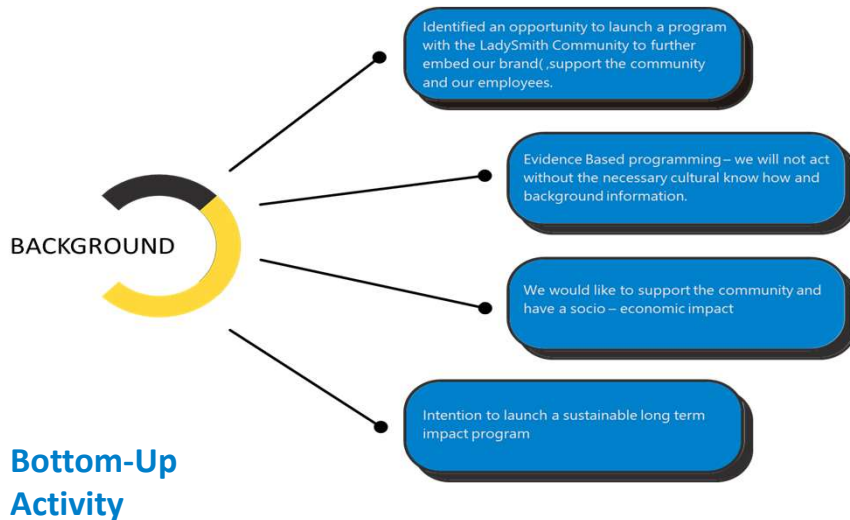 Identified an opportunity to launch a program
with the LadySmith Community to further
embed our brand( ,support the community
and our employees.
Evidence Based programming – we will not act
without the necessary cultural know how and
background information.
BACKGROUND
We would like to support the community and
have a socio – economic impact
Intention to launch a sustainable long term
impact program
Bottom-Up
Activity